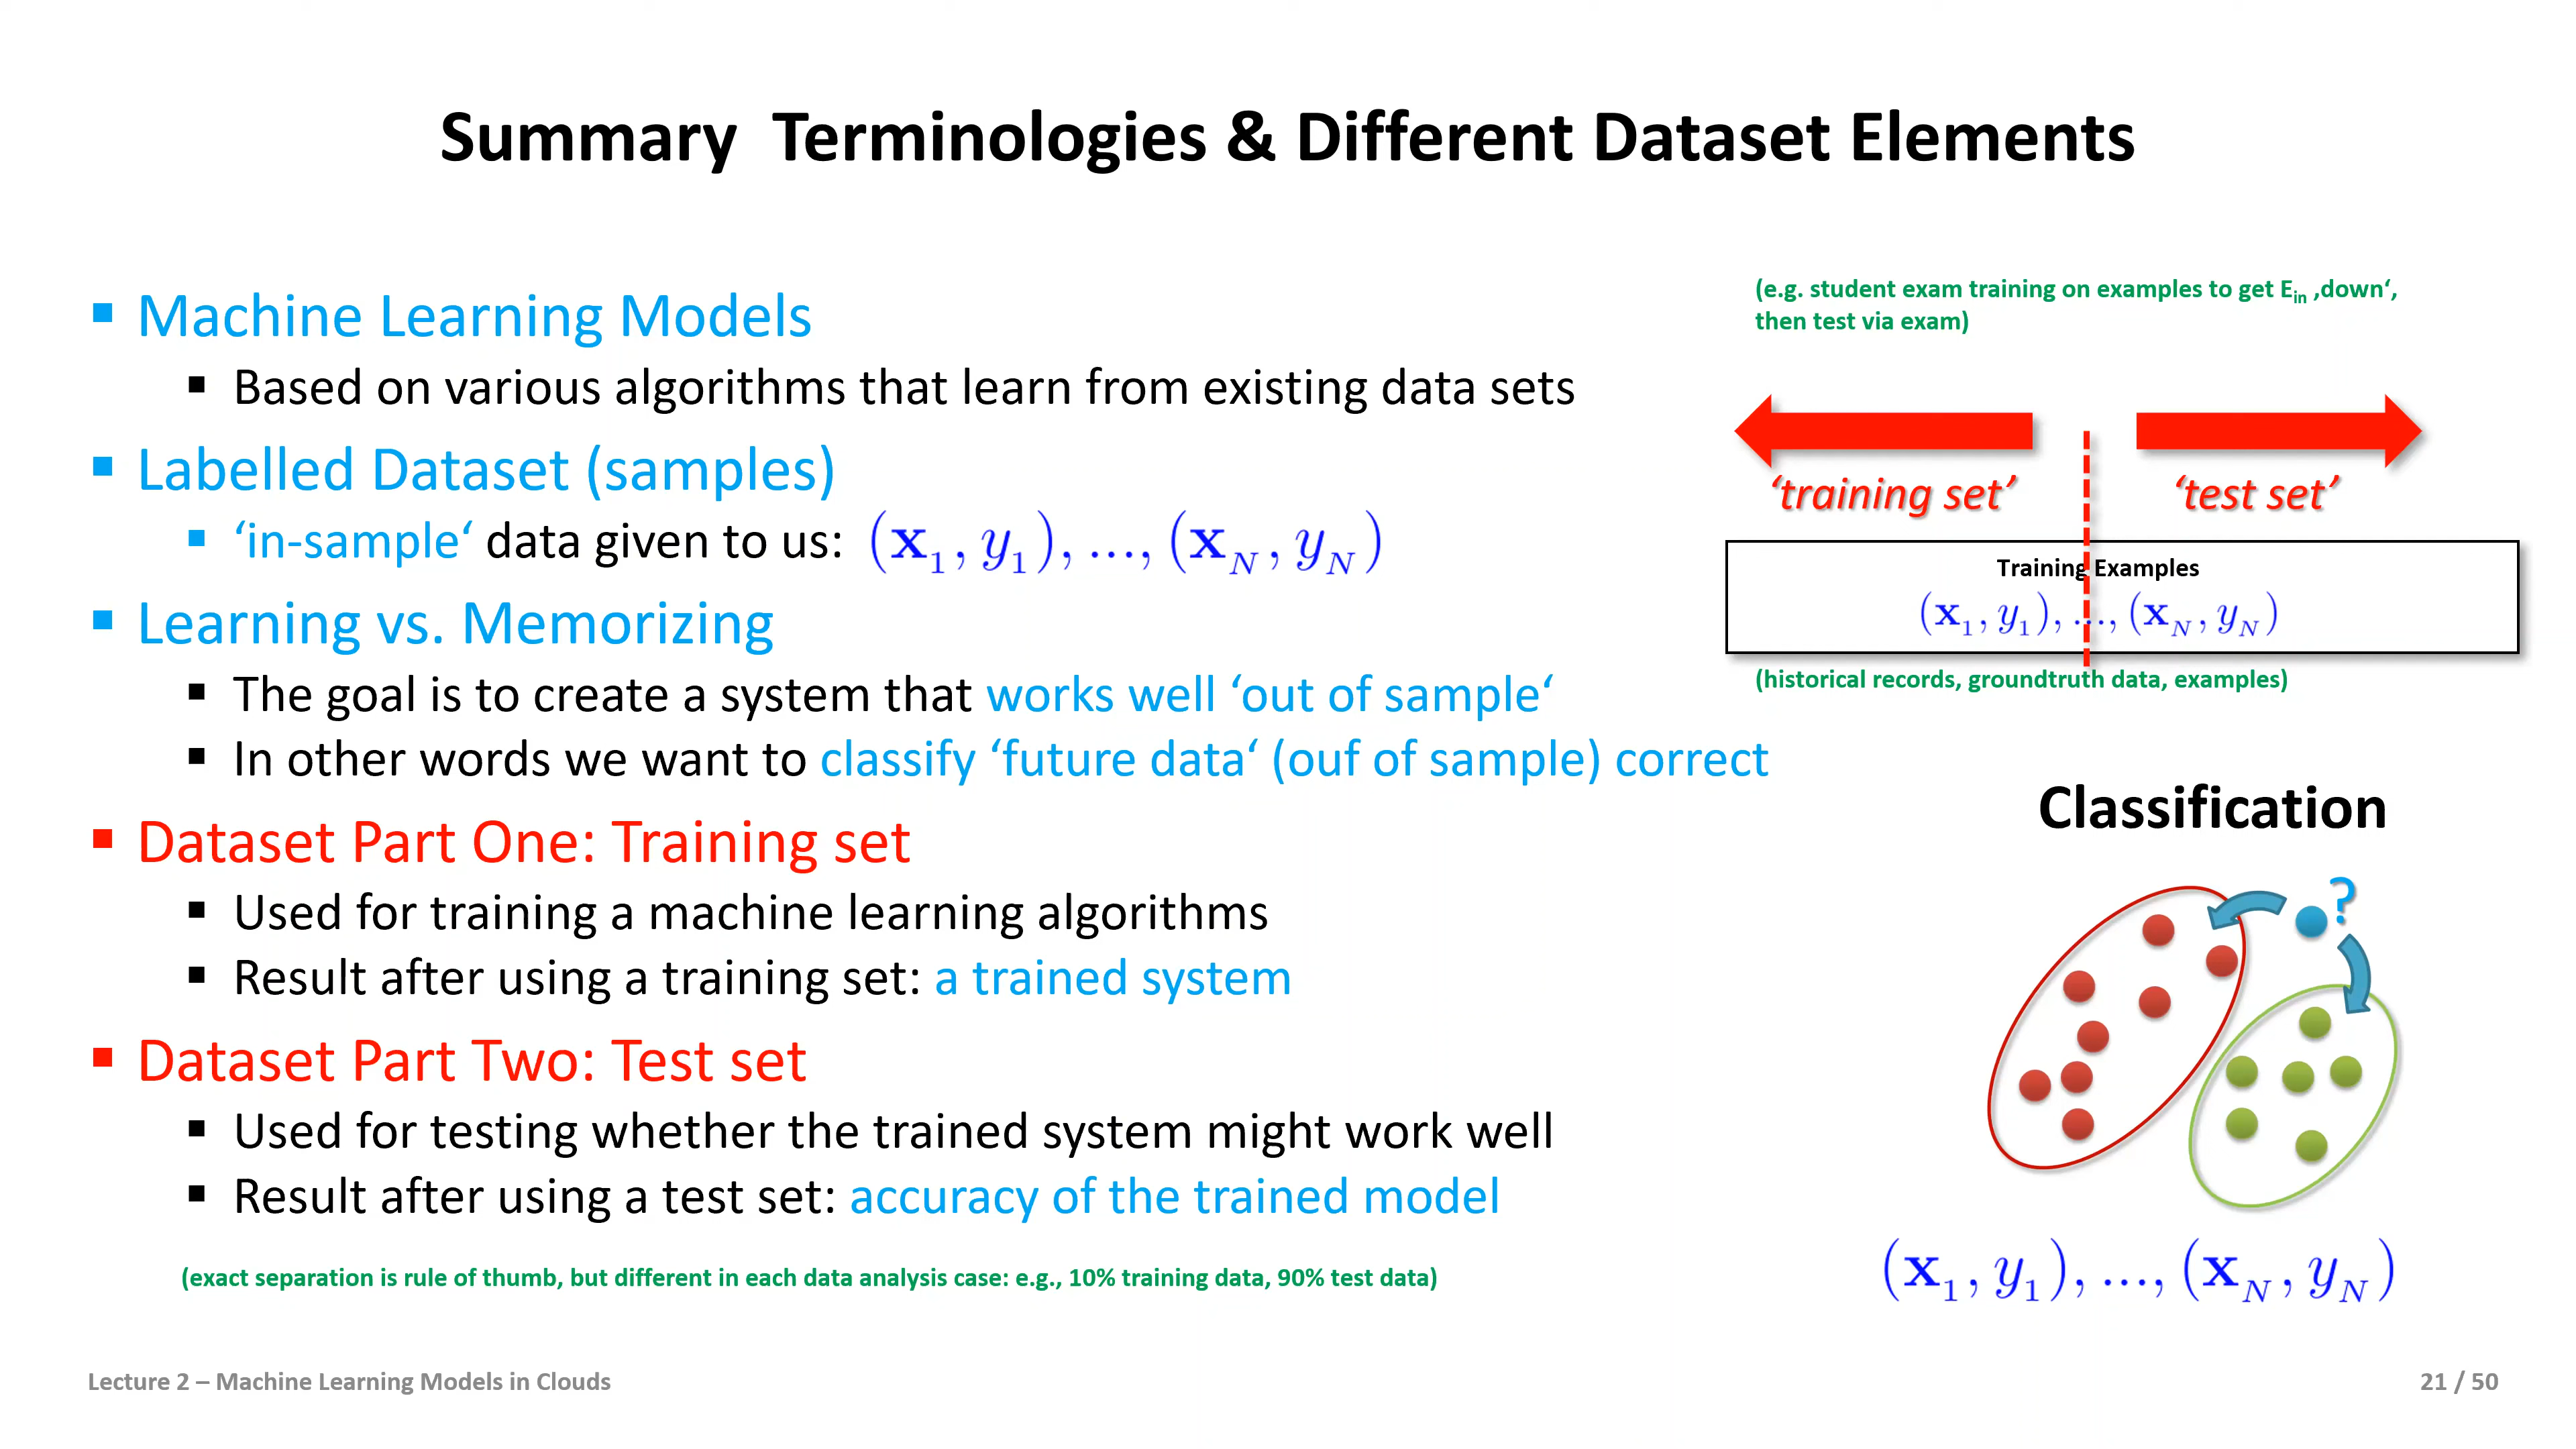 Summary  Terminologies & Different Dataset Elements
▪ Machine Learning Models
▪ Based on various algorithms that learn from existing data sets
▪ Labelled Dataset (samples)
▪ ‘in-sample‘ data given to us: (x₁, y₁), ..., (x_N, y_N)
▪ Learning vs. Memorizing
▪ The goal is to create a system that works well ‘out of sample‘
▪ In other words we want to classify ‘future data‘ (ouf of sample) correct
▪ Dataset Part One: Training set
▪ Used for training a machine learning algorithms
▪ Result after using a training set: a trained system
▪ Dataset Part Two: Test set
▪ Used for testing whether the trained system might work well
▪ Result after using a test set: accuracy of the trained model
(exact separation is rule of thumb, but different in each data analysis case: e.g., 10% training data, 90% test data)
(e.g. student exam training on examples to get E_in ‚down‘,
then test via exam)
‘training set’ ‘test set’
Training Examples
(x₁, y₁), ..., (x_N, y_N)
(historical records, groundtruth data, examples)
Classification
?
(x₁, y₁), ..., (x_N, y_N)
Lecture 2 – Machine Learning Models in Clouds
21 / 50